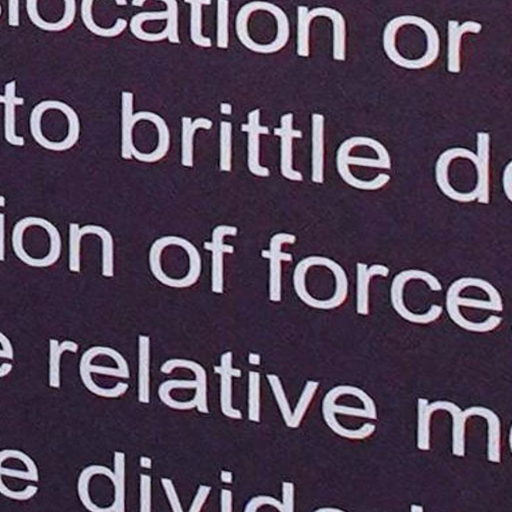 location or
to brittle d
ion of force
e relative m
e divide